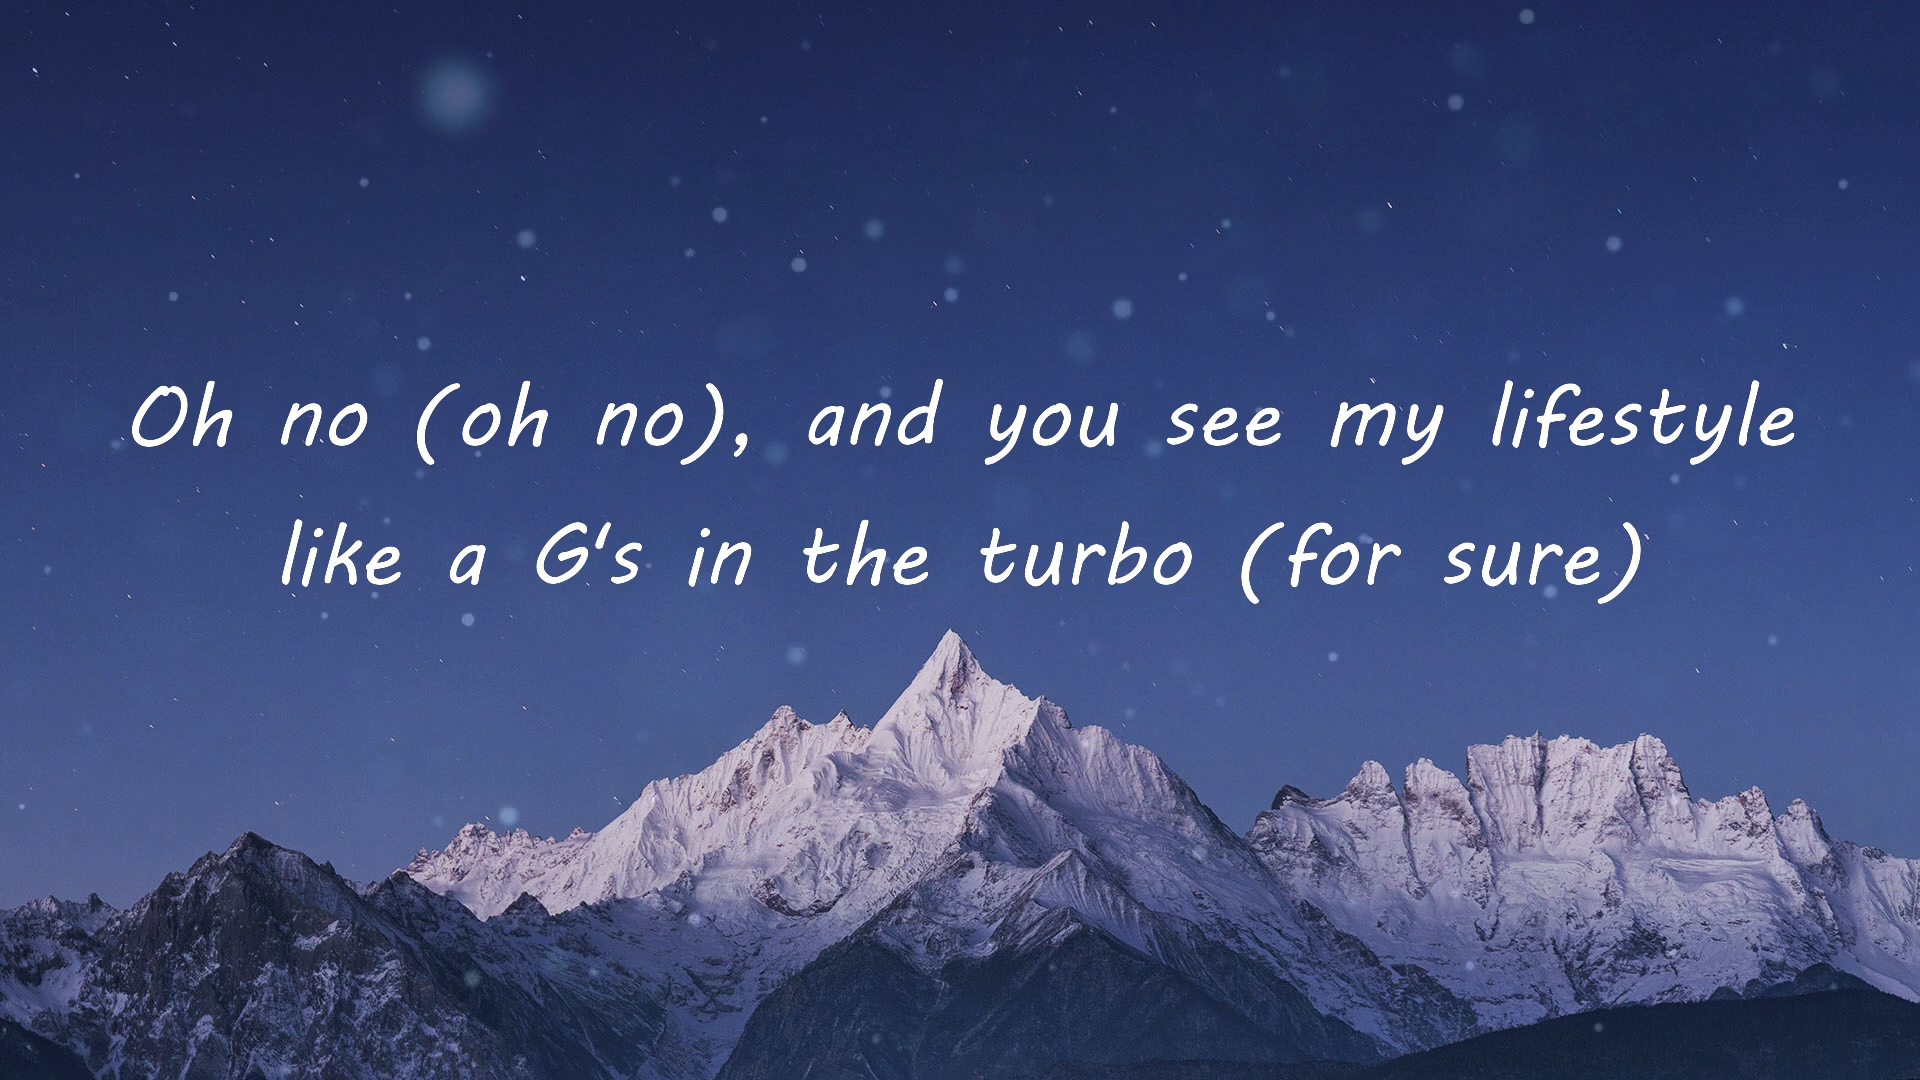 Oh no (oh no), and you see my lifestyle
like a G's in the turbo (for sure)